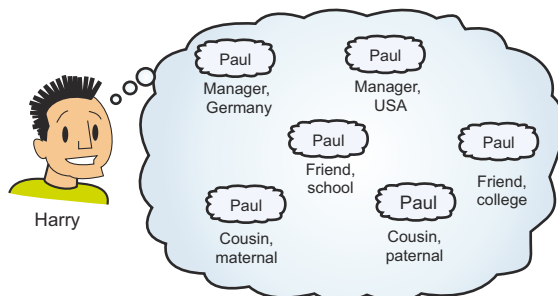 Paul
Manager,
Germany
Paul
Manager,
USA
Paul
Friend,
school
Paul
Friend,
college
Paul
Cousin,
maternal
Paul
Cousin,
paternal
Harry